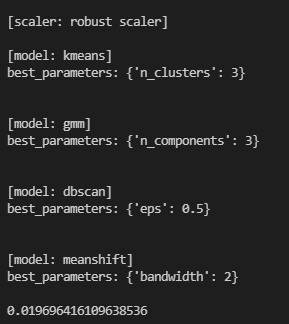 [scaler: robust scaler]
[model: kmeans]
best_parameters: {'n_clusters': 3}
[model: gmm]
best_parameters: {'n_components': 3}
[model: dbscan]
best_parameters: {'eps': 0.5}
[model: meanshift]
best_parameters: {'bandwidth': 2}
0.019696416109638536